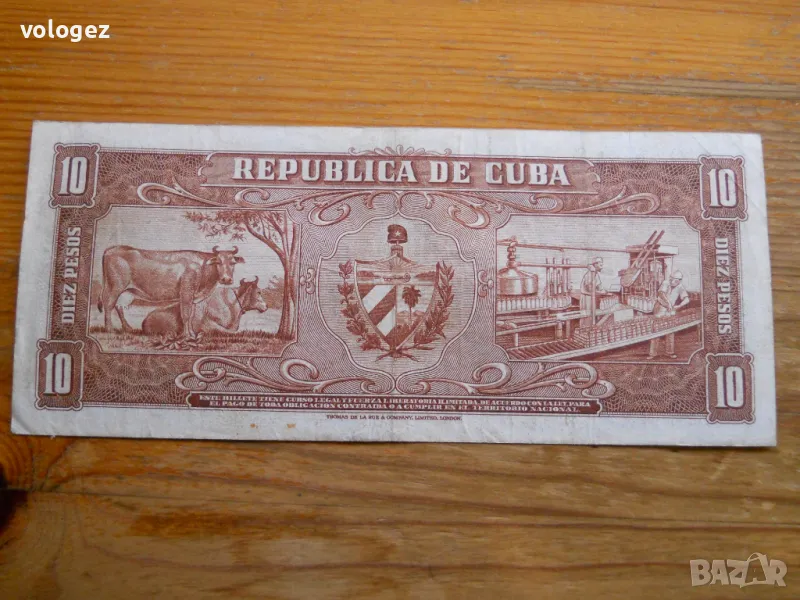 vologez
10
REPUBLICA DE CUBA
10
DIEZ PESOS
DIEZ PESOS
10
10
ESTE BILLETE TIENE CURSO LEGAL Y FUERZA LIBERATORIA ILIMITADA, DE ACUERDO CON LA LEY, PARA
EL PAGO DE TODA OBLIGACION CONTRAIDA O A CUMPLIR EN EL TERRITORIO NACIONAL.
THOMAS DE LA RUE & COMPANY, LIMITED, LONDON.
BAZAR